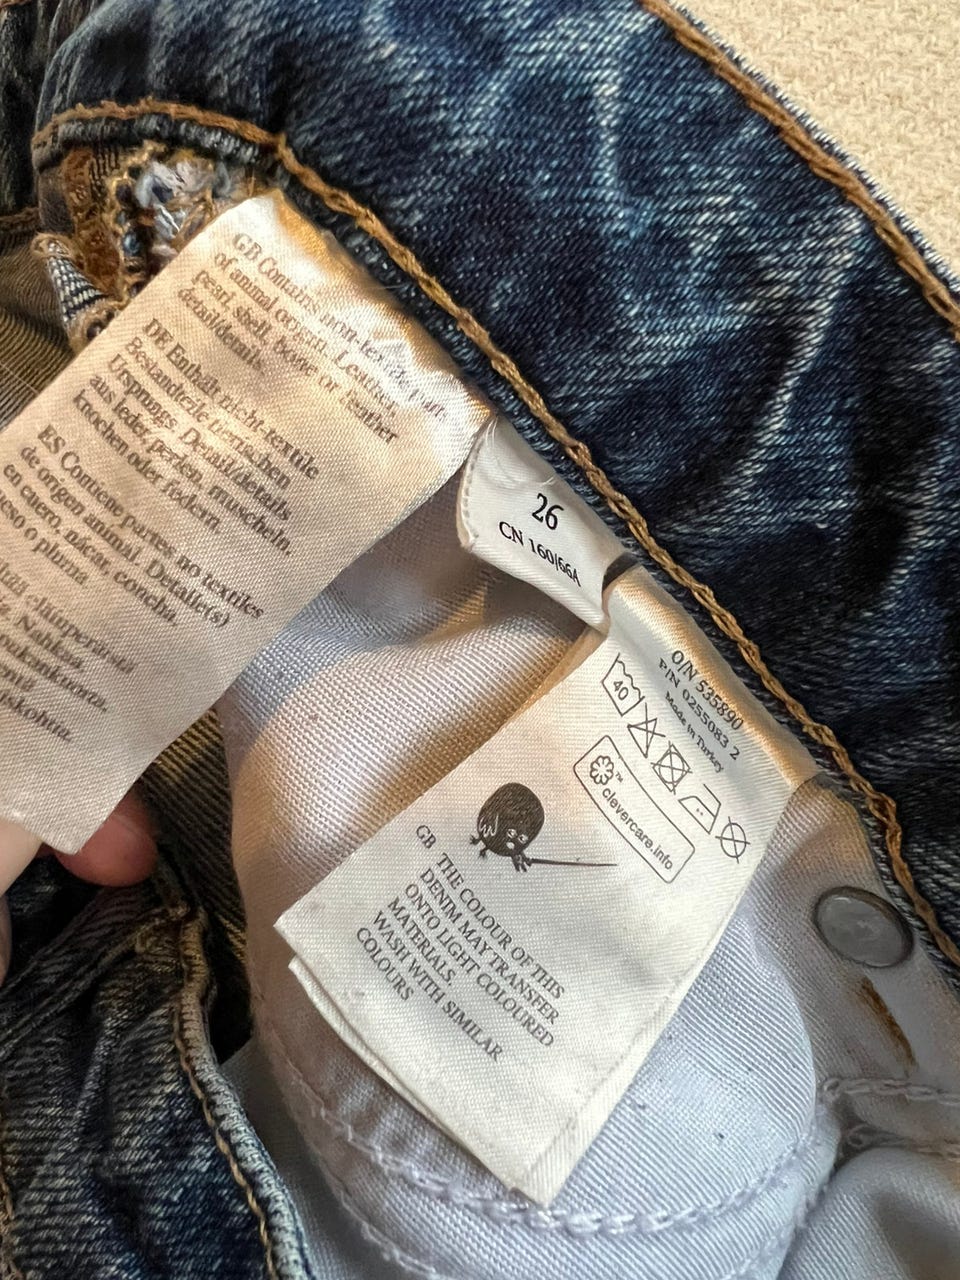 GB Contains non-textile parts
of animal origin. Leather,
pearl, shell, bone or feather
detail/details.
DE Enthält nicht-textile
Bestandteile tierischen
Ursprungs. Detail/details
aus leder, perlen, muscheln,
knochen oder federn.
ES Contiene partes no textiles
de origen animal. Detalle(s)
en cuero, nácar, concha,
o pluma
26
CN 160/66A
O/N 535890
P/N 0255083 2
Made in Turkey
40
clevercare.info
™
GB THE COLOUR OF THIS
DENIM MAY TRANSFER
ONTO LIGHT COLOURED
MATERIALS.
WASH WITH SIMILAR
COLOURS